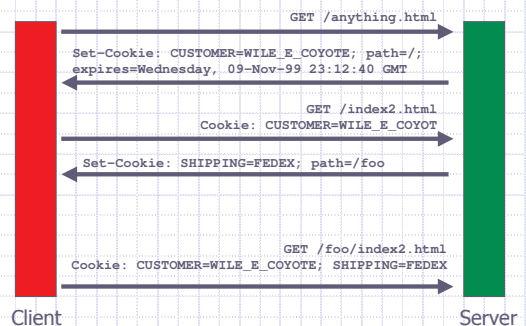 GET /anything.html
Set-Cookie: CUSTOMER=WILE_E_COYOTE; path=/;
expires=Wednesday, 09-Nov-99 23:12:40 GMT
GET /index2.html
Cookie: CUSTOMER=WILE_E_COYOT
Set-Cookie: SHIPPING=FEDEX; path=/foo
GET /foo/index2.html
Cookie: CUSTOMER=WILE_E_COYOTE; SHIPPING=FEDEX
Client
Server